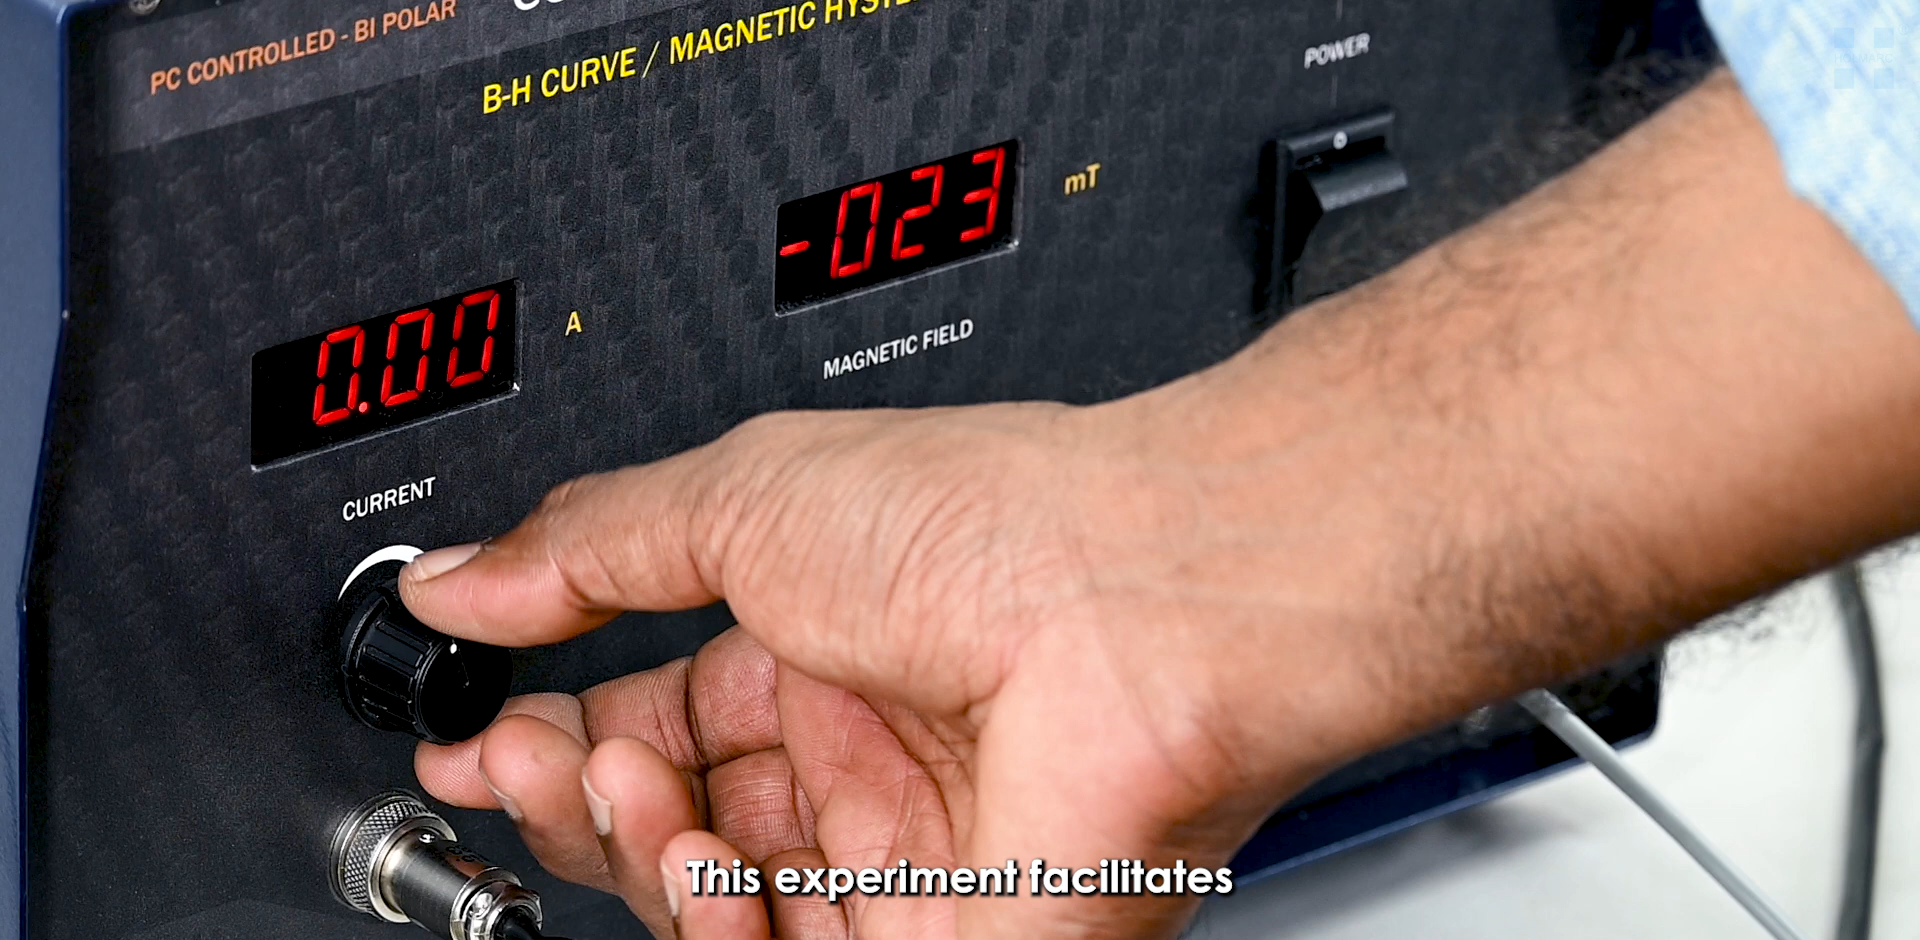 PC CONTROLLED - BI POLAR
B-H CURVE / MAGNETIC
POWER
-023 mT
MAGNETIC FIELD
0.00 A
CURRENT
This experiment facilitates